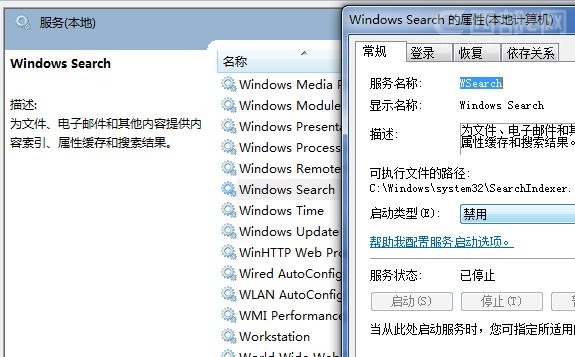 服务(本地)
Windows Search
描述:
为文件、电子邮件和其他内容提供内
容索引、属性缓存和搜索结果。
名称
Windows Media P
Windows Module
Windows Presenta
Windows Process
Windows Remote
Windows Search
Windows Time
Windows Update
WinHTTP Web Pro
Wired AutoConfig
WLAN AutoConfig
WMI Performance
Workstation
World Wide Web
Windows Search 的属性(本地计算机)
常规 登录 恢复 依存关系
服务名称: WSearch
显示名称: Windows Search
描述: 为文件、电子邮件和其
属性缓存和搜索结果。
可执行文件的路径:
C:\Windows\system32\SearchIndexer.
启动类型(E): 禁用
帮助我配置服务启动选项。
服务状态: 已停止
启动(S) 停止(T)
当从此处启动服务时，您可指定所适用的